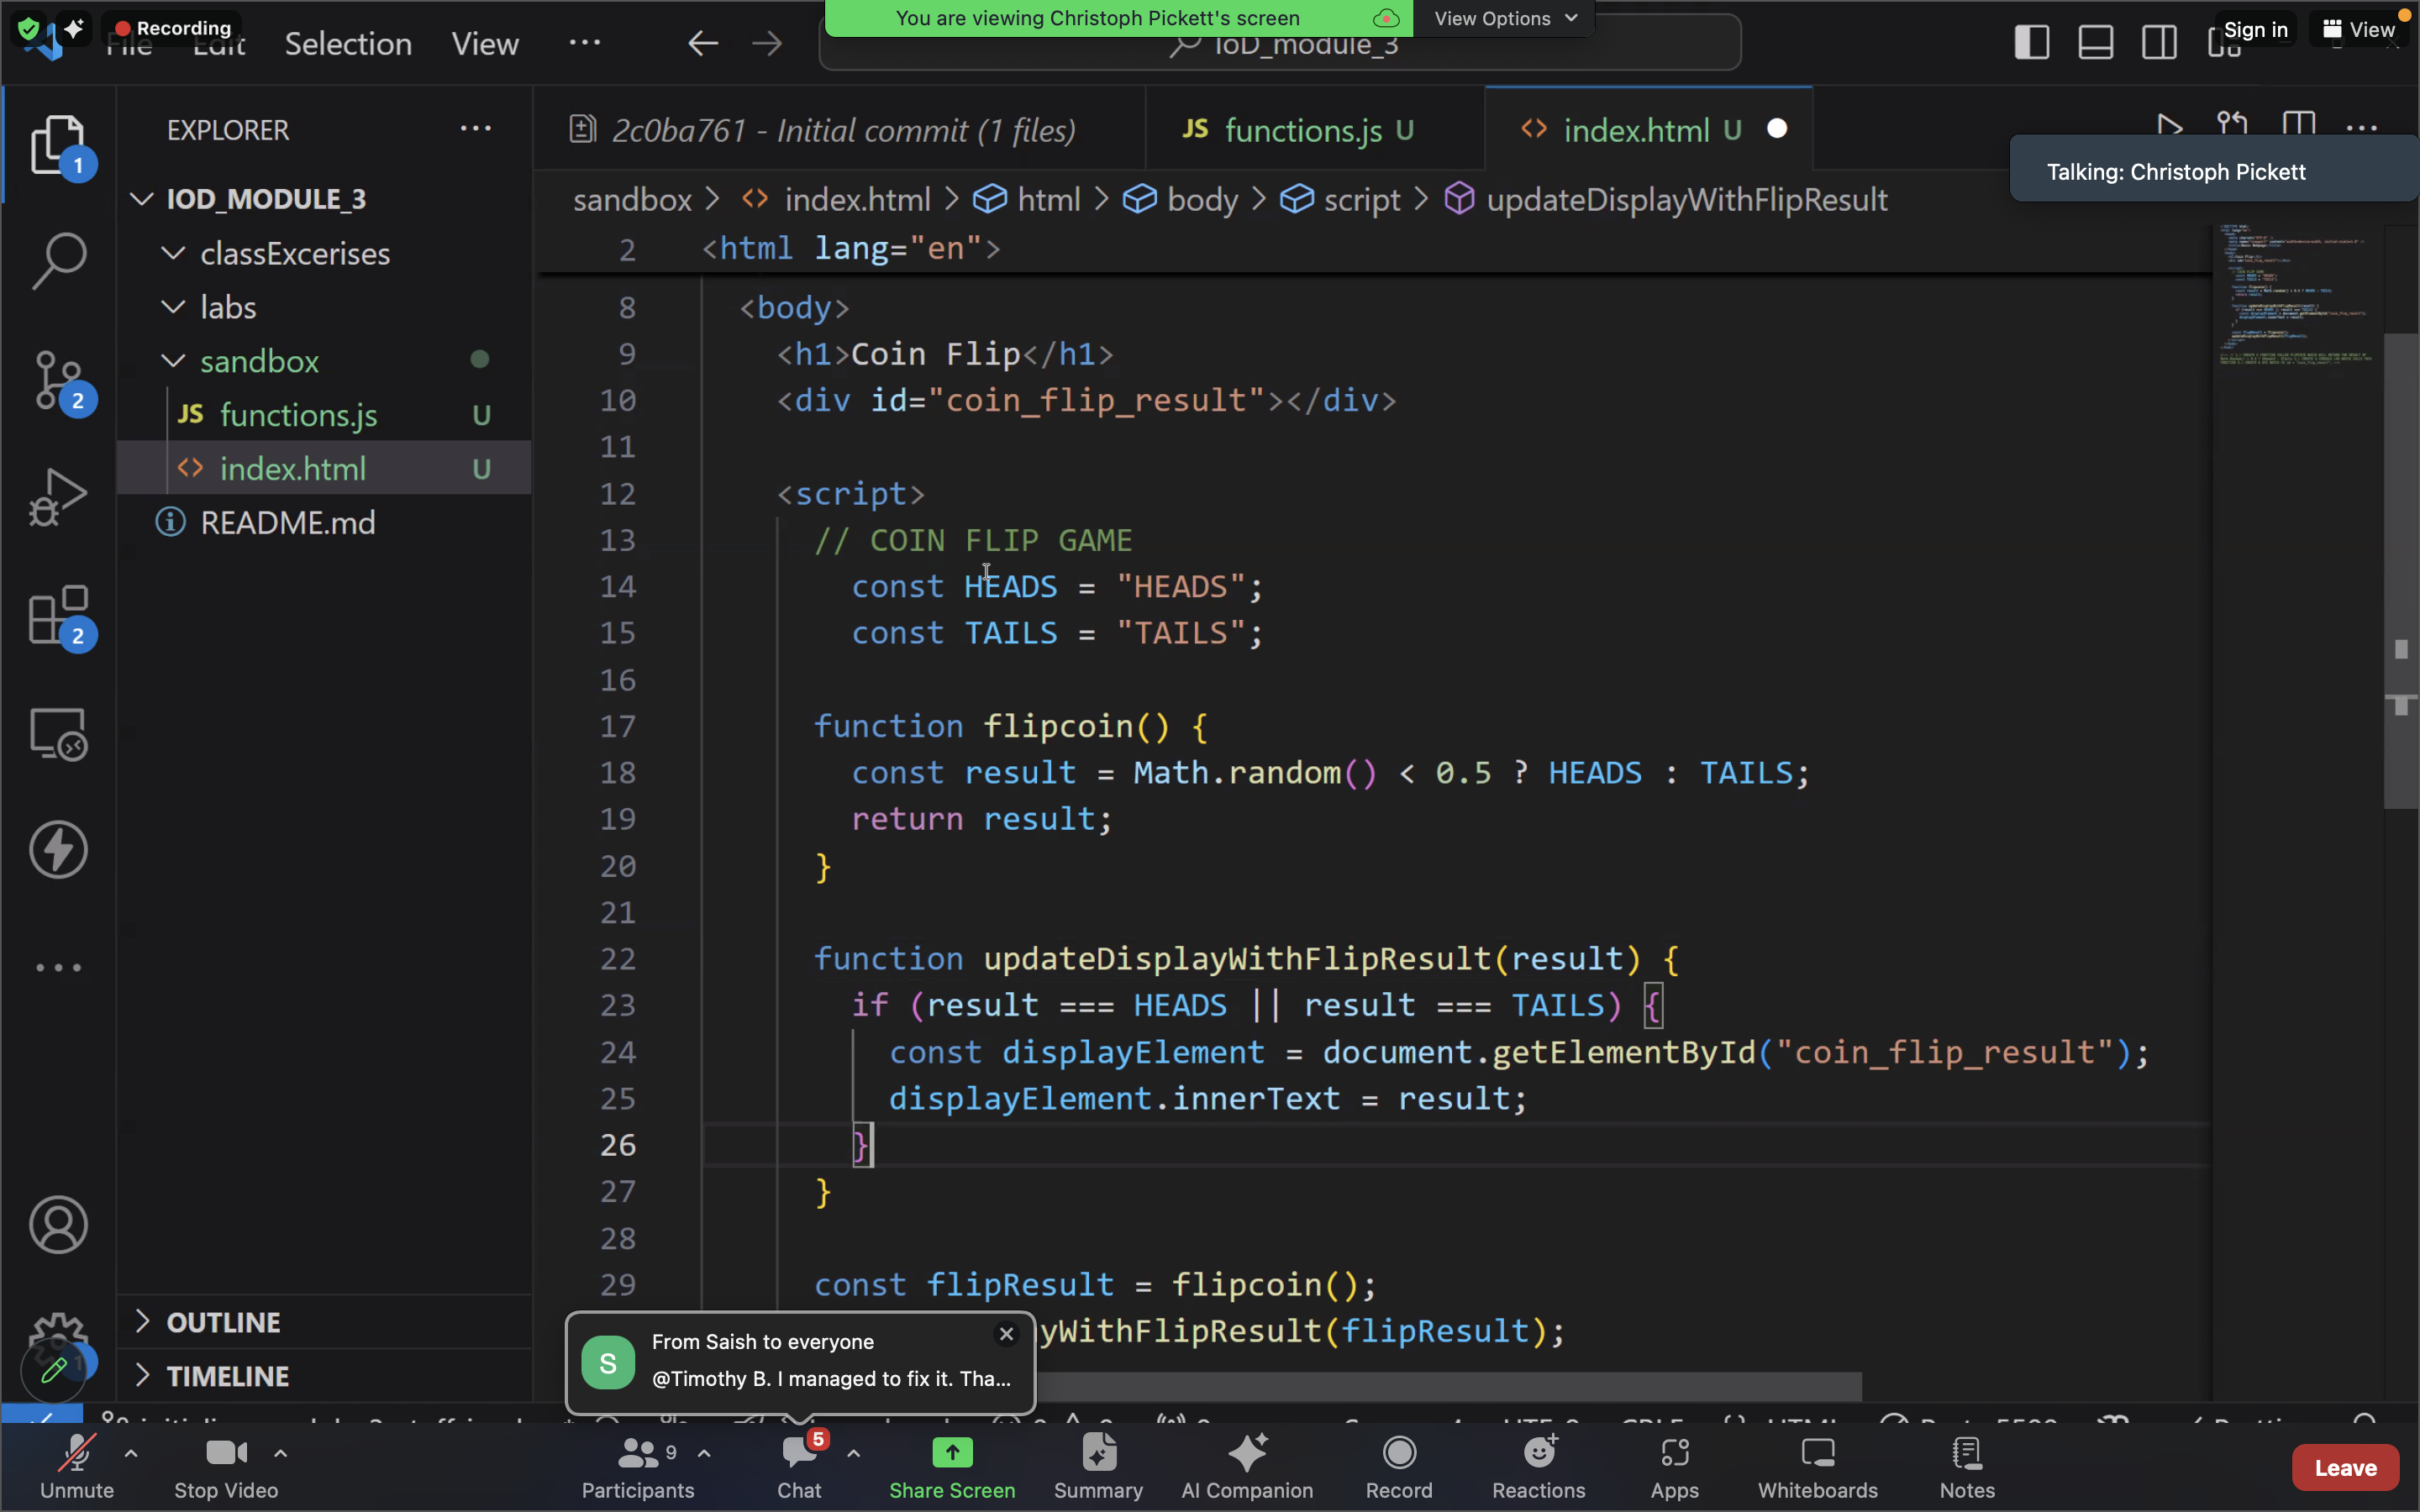 Recording
You are viewing Christoph Pickett's screen
View Options
Sign in
View
File Edit Selection View ...
IoD_module_3
EXPLORER ...
2c0ba761 - Initial commit (1 files)
JS functions.js U
<> index.html U
Talking: Christoph Pickett
1
IOD_MODULE_3
classExcerises
labs
sandbox
JS functions.js U
<> index.html U
README.md
2
2
sandbox > <> index.html > html > body > script > updateDisplayWithFlipResult
2 <html lang="en">
8 <body>
9 <h1>Coin Flip</h1>
10 <div id="coin_flip_result"></div>
11
12 <script>
13 // COIN FLIP GAME
14 const HEADS = "HEADS";
15 const TAILS = "TAILS";
16
17 function flipcoin() {
18 const result = Math.random() < 0.5 ? HEADS : TAILS;
19 return result;
20 }
21
22 function updateDisplayWithFlipResult(result) {
23 if (result === HEADS || result === TAILS) {
24 const displayElement = document.getElementById("coin_flip_result");
25 displayElement.innerText = result;
26 }
27 }
28
29 const flipResult = flipcoin();
yWithFlipResult(flipResult);
OUTLINE
TIMELINE
1
S
From Saish to everyone
@Timothy B. I managed to fix it. Tha...
Unmute
Stop Video
9
Participants
5
Chat
Share Screen
Summary
AI Companion
Record
Reactions
Apps
Whiteboards
Notes
Leave